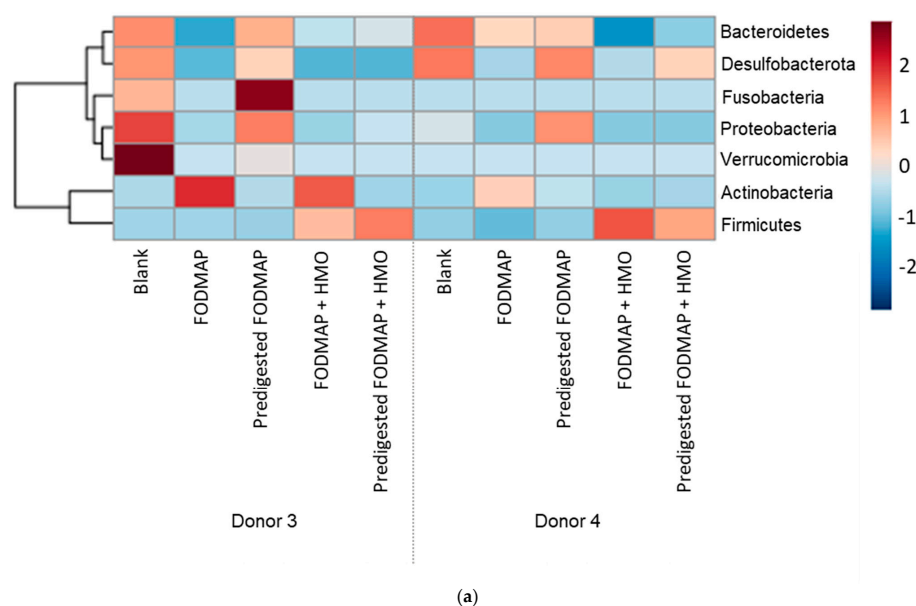 Bacteroidetes
Desulfobacterota
Fusobacteria
Proteobacteria
Verrucomicrobia
Actinobacteria
Firmicutes
2
1
0
-1
-2
Blank
FODMAP
Predigested FODMAP
FODMAP + HMO
Predigested FODMAP + HMO
Blank
FODMAP
Predigested FODMAP
FODMAP + HMO
Predigested FODMAP + HMO
Donor 3
Donor 4
(a)